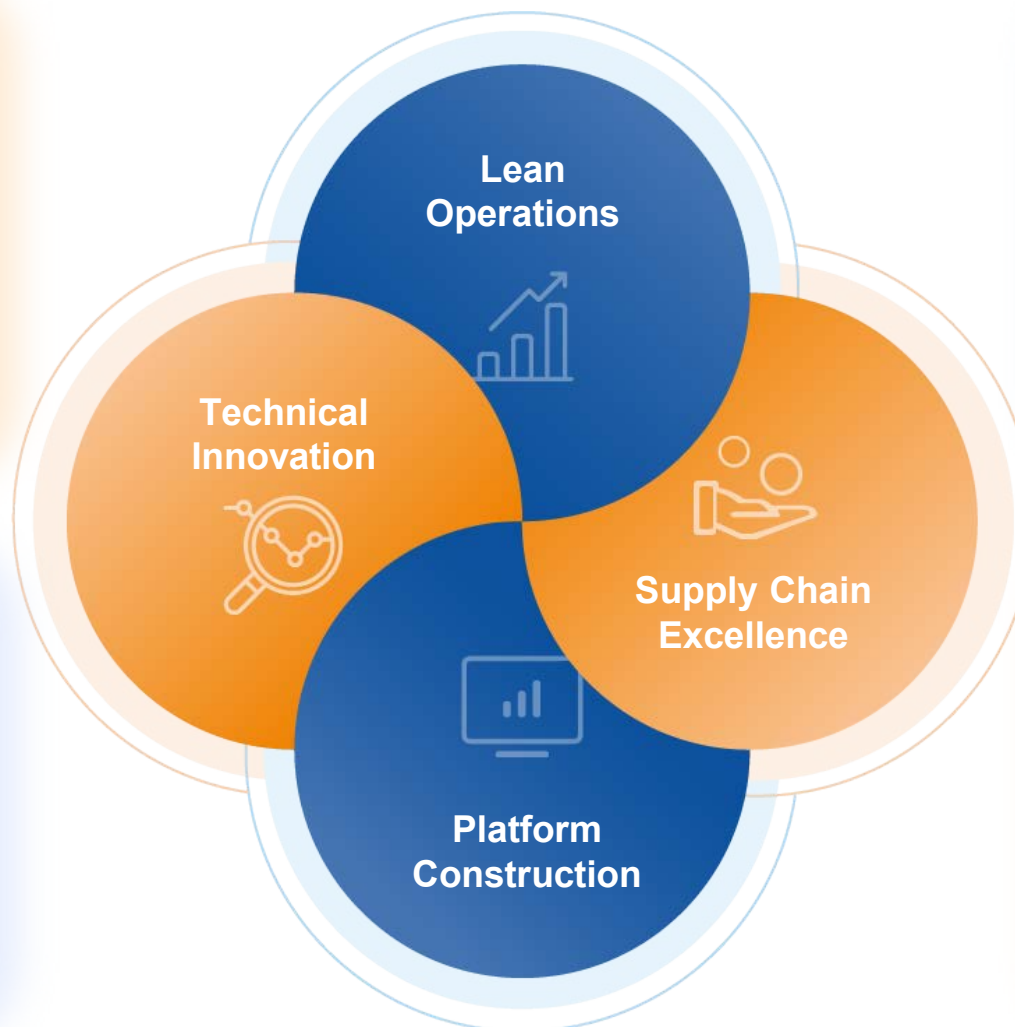 Lean
Operations
Technical
Innovation
Supply Chain
Excellence
Platform
Construction